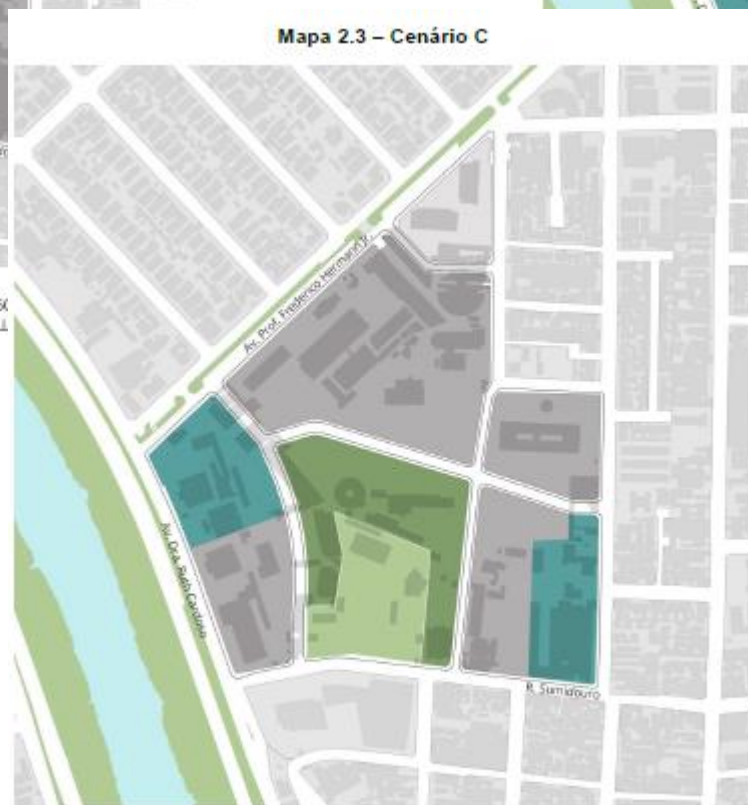 Mapa 2.3 – Cenário C
Av. Prof. Frederico Hermann Jr.
Av. Dra. Ruth Cardoso
R. Sumidouro